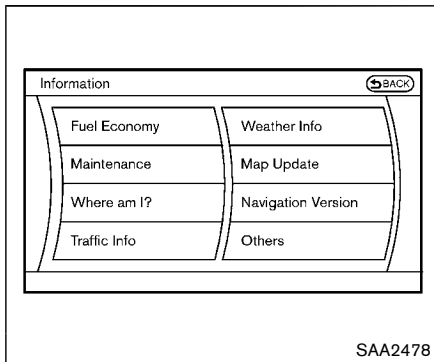 Information
BACK
Fuel Economy
Weather Info
Maintenance
Map Update
Where am I?
Navigation Version
Traffic Info
Others
SAA2478